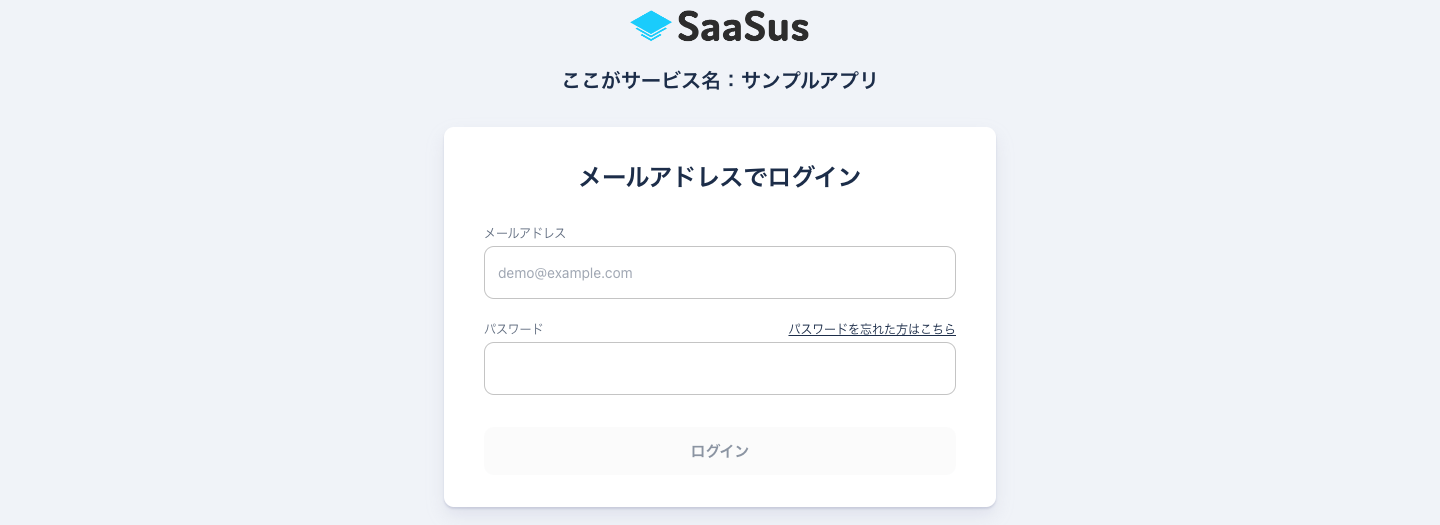 SaaSus
ここがサービス名：サンプルアプリ
メールアドレスでログイン
メールアドレス
demo@example.com
パスワード
パスワードを忘れた方はこちら
ログイン